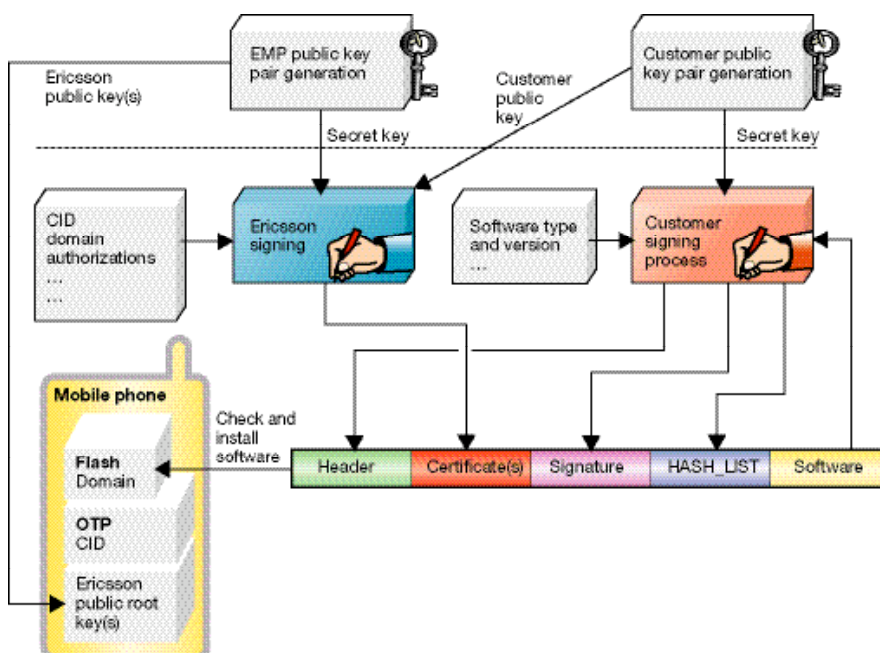 EMP public key
pair generation
Customer public
key pair generation
Ericsson
public key(s)
Customer
public
key
Secret key
Secret key
CID
domain
authorizations
...
...
Ericsson
signing
Software type
and version
...
Customer
signing
process
Mobile phone
Check and
install
software
Flash
Domain
OTP
CID
Ericsson
public root
key(s)
Header
Certificate(s)
Signature
HASH_LIST
Software